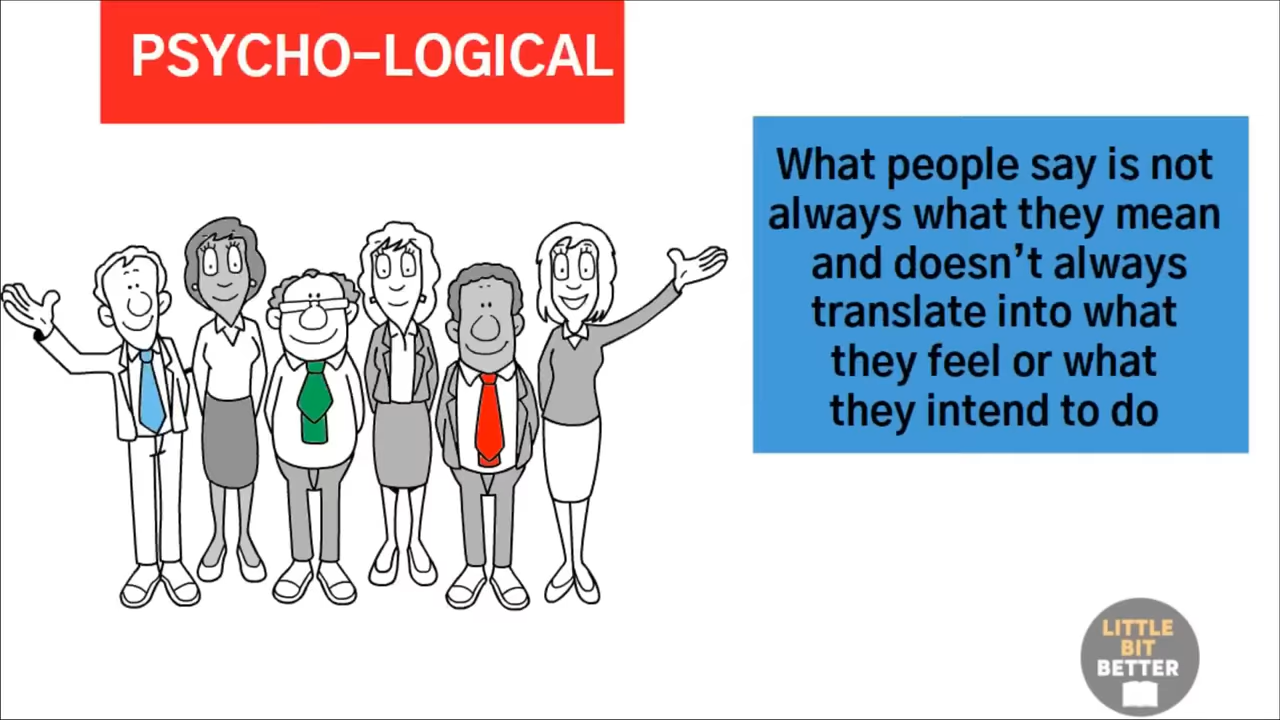 PSYCHO-LOGICAL
What people say is not
always what they mean
and doesn't always
translate into what
they feel or what
they intend to do
LITTLE
BIT
BETTER